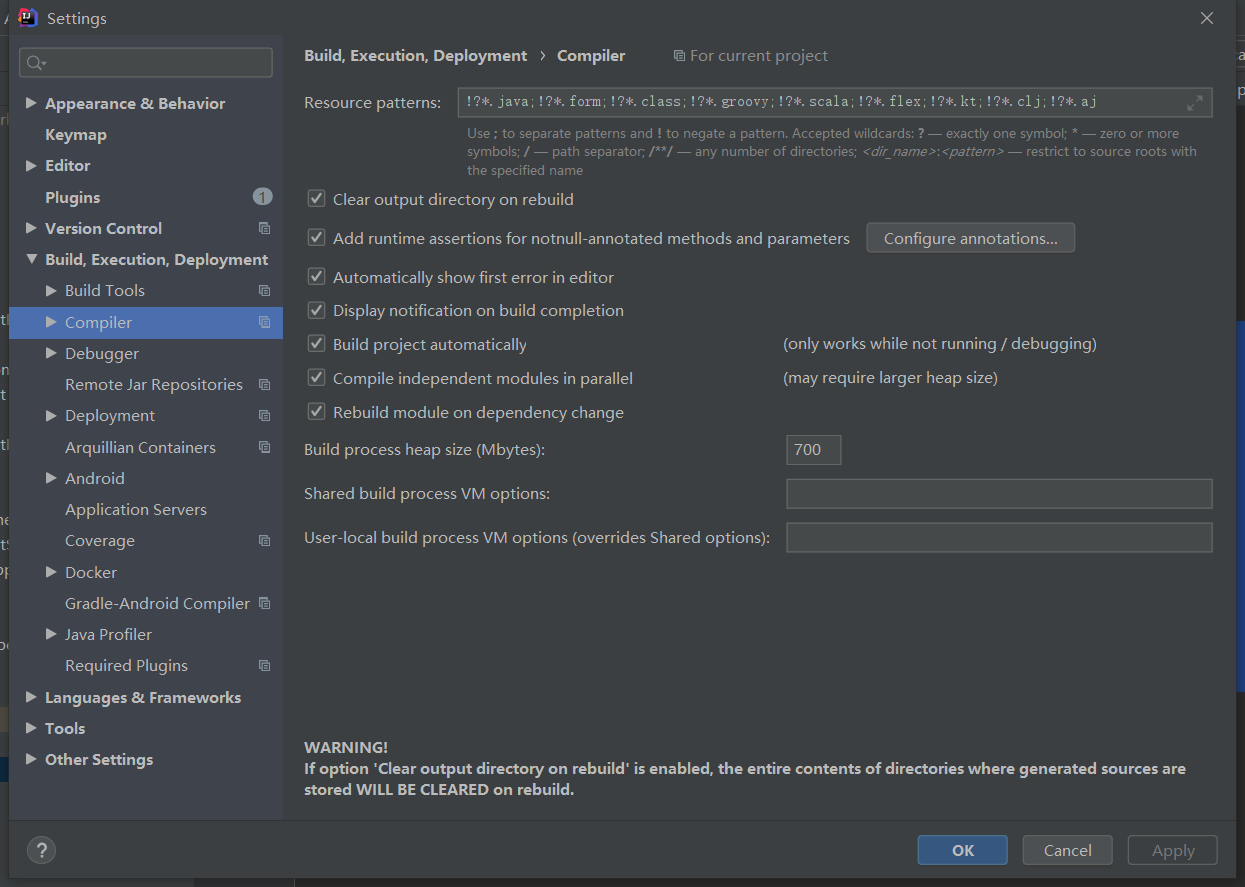 Settings
Build, Execution, Deployment › Compiler For current project
Appearance & Behavior
Keymap
Editor
Plugins 1
Version Control
Build, Execution, Deployment
Build Tools
Compiler
Debugger
Remote Jar Repositories
Deployment
Arquillian Containers
Android
Application Servers
Coverage
Docker
Gradle-Android Compiler
Java Profiler
Required Plugins
Languages & Frameworks
Tools
Other Settings
Resource patterns: !?*.java;!?*.form;!?*.class;!?*.groovy;!?*.scala;!?*.flex;!?*.kt;!?*.clj;!?*.aj
Use ; to separate patterns and ! to negate a pattern. Accepted wildcards: ? — exactly one symbol; * — zero or more
symbols; / — path separator; /**/ — any number of directories; <dir_name>:<pattern> — restrict to source roots with
the specified name
Clear output directory on rebuild
Add runtime assertions for notnull-annotated methods and parameters Configure annotations...
Automatically show first error in editor
Display notification on build completion
Build project automatically (only works while not running / debugging)
Compile independent modules in parallel (may require larger heap size)
Rebuild module on dependency change
Build process heap size (Mbytes): 700
Shared build process VM options:
User-local build process VM options (overrides Shared options):
WARNING!
If option 'Clear output directory on rebuild' is enabled, the entire contents of directories where generated sources are
stored WILL BE CLEARED on rebuild.
? OK Cancel Apply